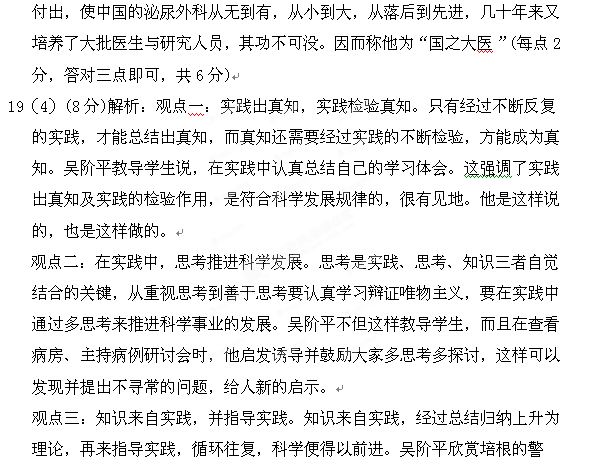 付出，使中国的泌尿外科从无到有，从小到大，从落后到先进，几十年来又
培养了大批医生与研究人员，其功不可没。因而称他为“国之大医 ”(每点 2
分，答对三点即可，共 6 分)↵
19（4）(8 分)解析：观点一：实践出真知，实践检验真知。只有经过不断反复
的实践，才能总结出真知，而真知还需要经过实践的不断检验，方能成为真
知。吴阶平教导学生说，在实践中认真总结自己的学习体会。这强调了实践
出真知及实践的检验作用，是符合科学发展规律的，很有见地。他是这样说
的，也是这样做的。↵
观点二：在实践中，思考推进科学发展。思考是实践、思考、知识三者自觉
结合的关键，从重视思考到善于思考要认真学习辩证唯物主义，要在实践中
通过多思考来推进科学事业的发展。吴阶平不但这样教导学生，而且在查看
病房、主持病例研讨会时，他启发诱导并鼓励大家多思考多探讨，这样可以
发现并提出不寻常的问题，给人新的启示。↵
观点三：知识来自实践，并指导实践。知识来自实践，经过总结归纳上升为
理论，再来指导实践，循环往复，科学便得以前进。吴阶平欣赏培根的警